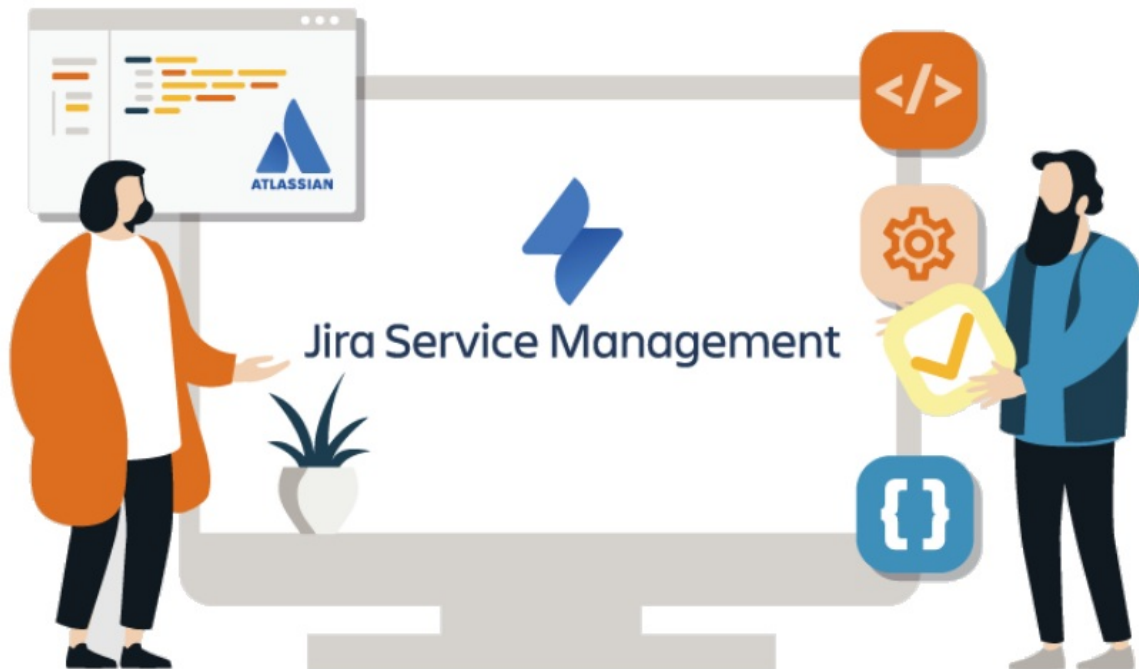 ATLASSIAN
</>
Jira Service Management
{}